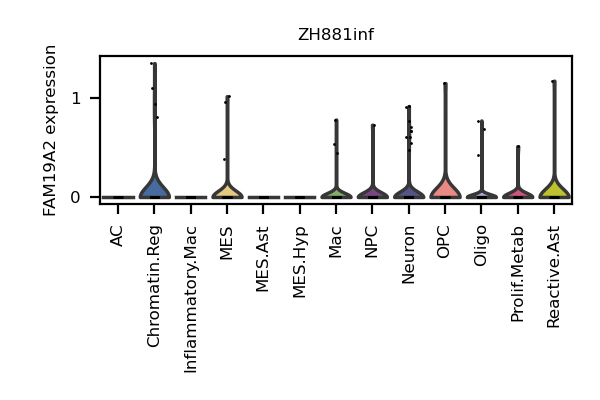 ZH881inf
FAM19A2 expression
1
0
AC
Chromatin.Reg
Inflammatory.Mac
MES
MES.Ast
MES.Hyp
Mac
NPC
Neuron
OPC
Oligo
Prolif.Metab
Reactive.Ast